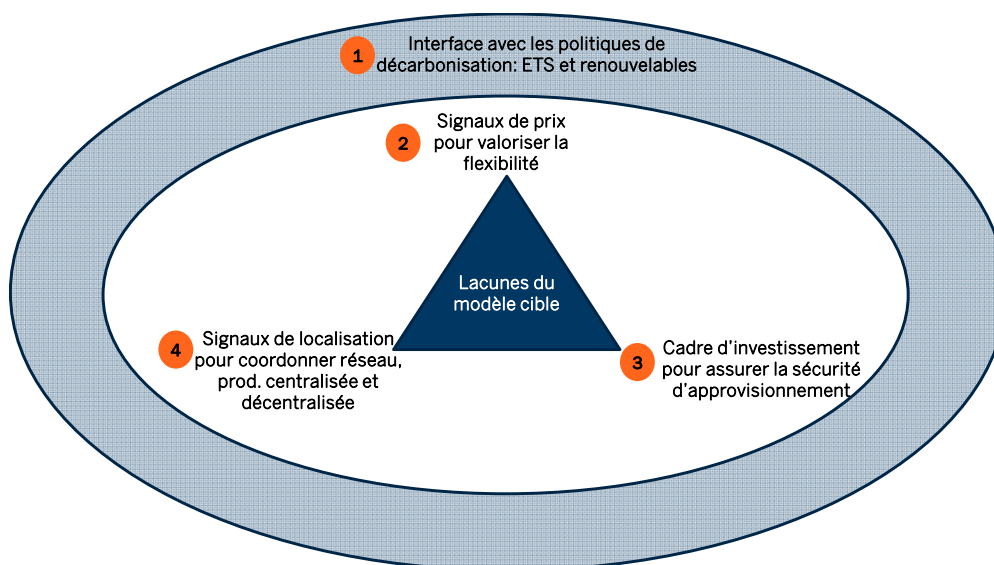 1
Interface avec les politiques de
décarbonisation: ETS et renouvelables
2
Signaux de prix
pour valoriser la
flexibilité
Lacunes du
modèle cible
4
Signaux de localisation
pour coordonner réseau,
prod. centralisée et
décentralisée
3
Cadre d'investissement
pour assurer la sécurité
d'approvisionnement